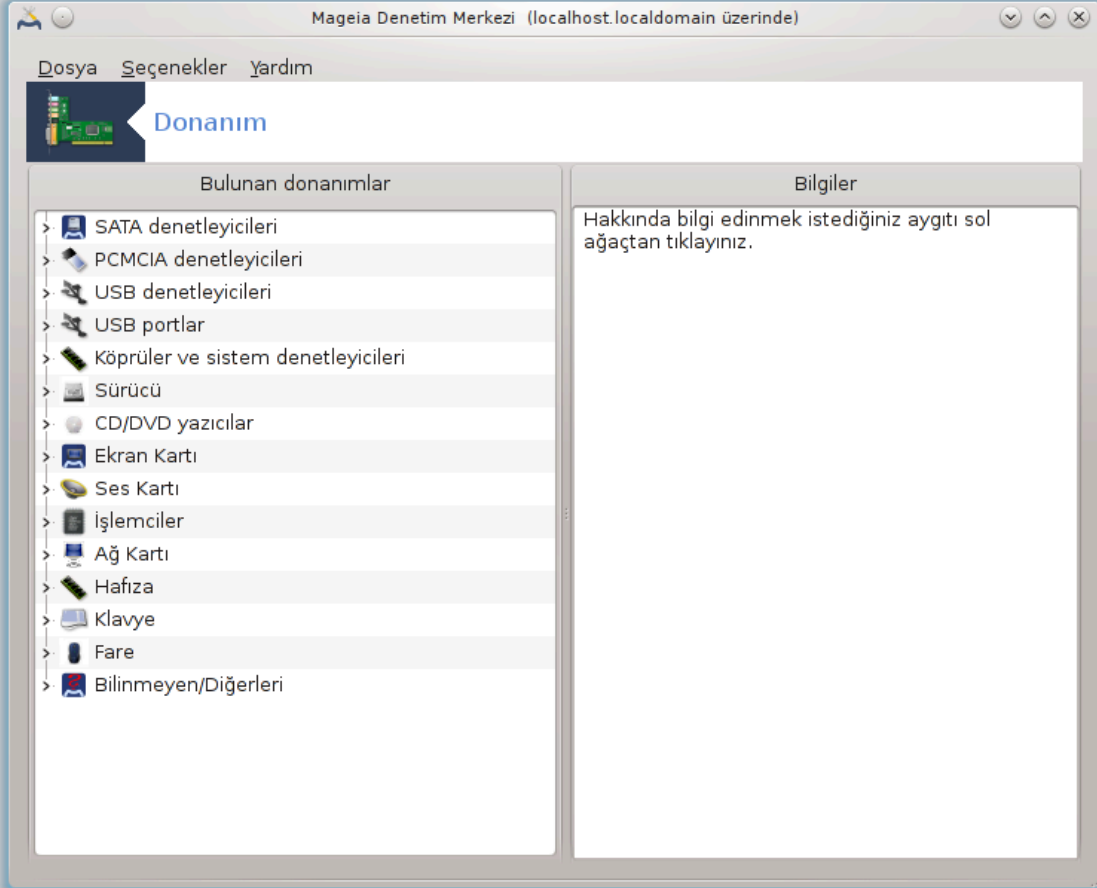 Mageia Denetim Merkezi (localhost.localdomain üzerinde)
Dosya Seçenekler Yardım
Donanım
Bulunan donanımlar
SATA denetleyicileri
PCMCIA denetleyicileri
USB denetleyicileri
USB portlar
Köprüler ve sistem denetleyicileri
Sürücü
CD/DVD yazıcılar
Ekran Kartı
Ses Kartı
İşlemciler
Ağ Kartı
Hafıza
Klavye
Fare
Bilinmeyen/Diğerleri
Bilgiler
Hakkında bilgi edinmek istediğiniz aygıtı sol
ağaçtan tıklayınız.